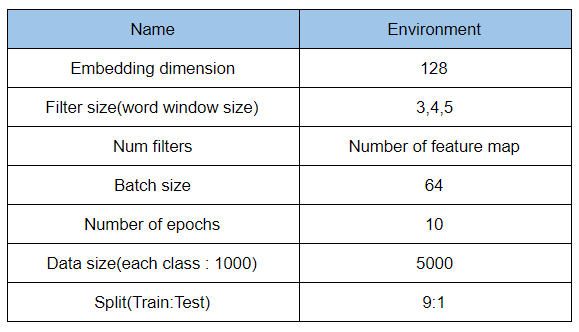 Name Environment
Embedding dimension 128
Filter size(word window size) 3,4,5
Num filters Number of feature map
Batch size 64
Number of epochs 10
Data size(each class : 1000) 5000
Split(Train:Test) 9:1